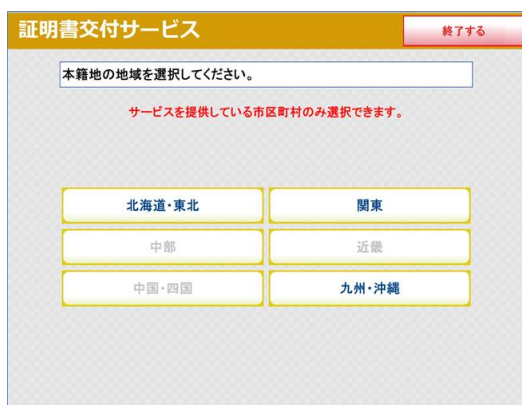 証明書交付サービス
終了する
本籍地の地域を選択してください。
サービスを提供している市区町村のみ選択できます。
北海道・東北
関東
中部
近畿
中国・四国
九州・沖縄